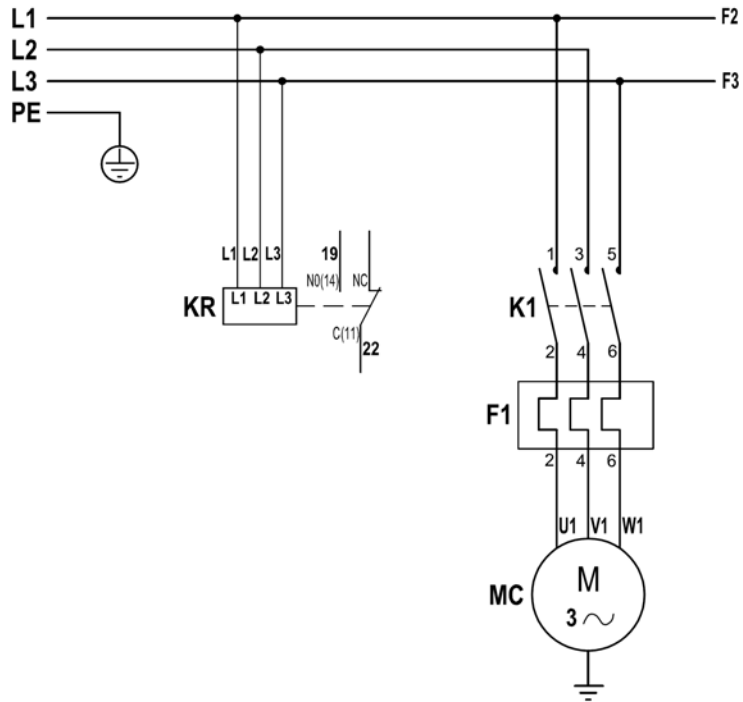 L1 F2
L2
L3 F3
PE
L1 L2 L3 19 1 3 5
N0(14) NC
KR L1 L2 L3 K1
C(11)
22 2 4 6
F1
2 4 6
U1 V1 W1
MC M
3